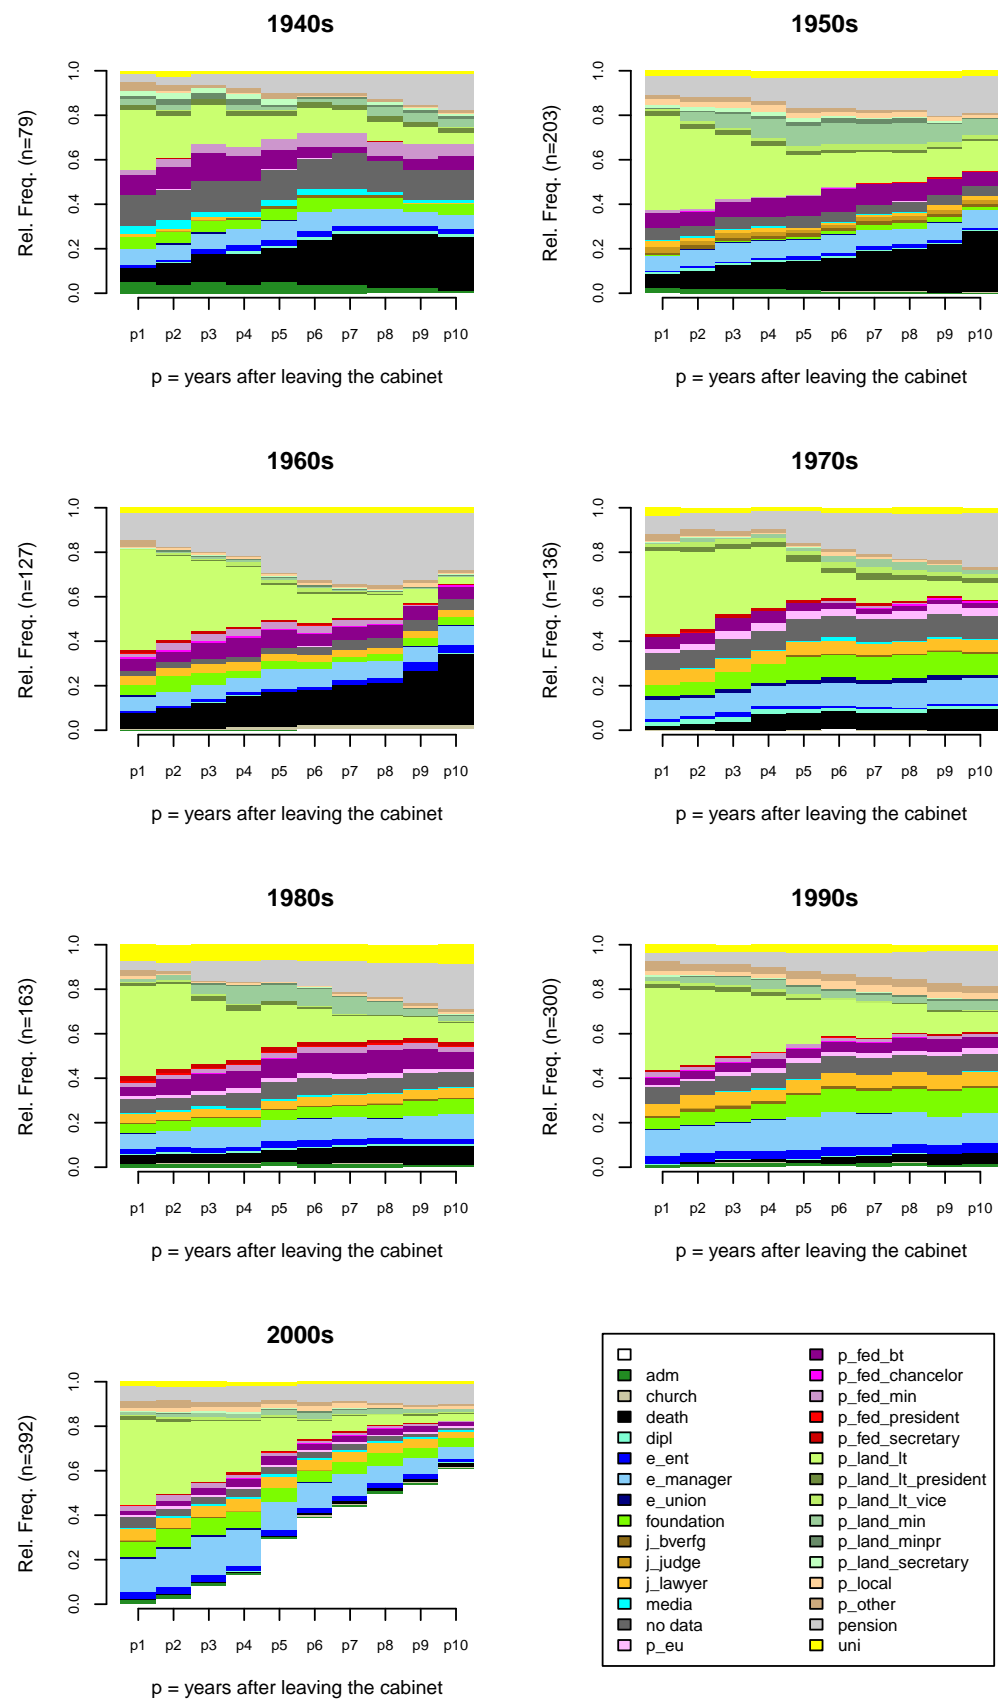 1940s
Rel. Freq. (n=79)
0.0 0.2 0.4 0.6 0.8 1.0
p1 p2 p3 p4 p5 p6 p7 p8 p9 p10
p = years after leaving the cabinet
1950s
Rel. Freq. (n=203)
0.0 0.2 0.4 0.6 0.8 1.0
p1 p2 p3 p4 p5 p6 p7 p8 p9 p10
p = years after leaving the cabinet
1960s
Rel. Freq. (n=127)
0.0 0.2 0.4 0.6 0.8 1.0
p1 p2 p3 p4 p5 p6 p7 p8 p9 p10
p = years after leaving the cabinet
1970s
Rel. Freq. (n=136)
0.0 0.2 0.4 0.6 0.8 1.0
p1 p2 p3 p4 p5 p6 p7 p8 p9 p10
p = years after leaving the cabinet
1980s
Rel. Freq. (n=163)
0.0 0.2 0.4 0.6 0.8 1.0
p1 p2 p3 p4 p5 p6 p7 p8 p9 p10
p = years after leaving the cabinet
1990s
Rel. Freq. (n=300)
0.0 0.2 0.4 0.6 0.8 1.0
p1 p2 p3 p4 p5 p6 p7 p8 p9 p10
p = years after leaving the cabinet
2000s
Rel. Freq. (n=392)
0.0 0.2 0.4 0.6 0.8 1.0
p1 p2 p3 p4 p5 p6 p7 p8 p9 p10
p = years after leaving the cabinet
adm
church
death
dipl
e_ent
e_manager
e_union
foundation
j_bverfg
j_judge
j_lawyer
media
no data
p_eu
p_fed_bt
p_fed_chancelor
p_fed_min
p_fed_president
p_fed_secretary
p_land_lt
p_land_lt_president
p_land_lt_vice
p_land_min
p_land_minpr
p_land_secretary
p_local
p_other
pension
uni